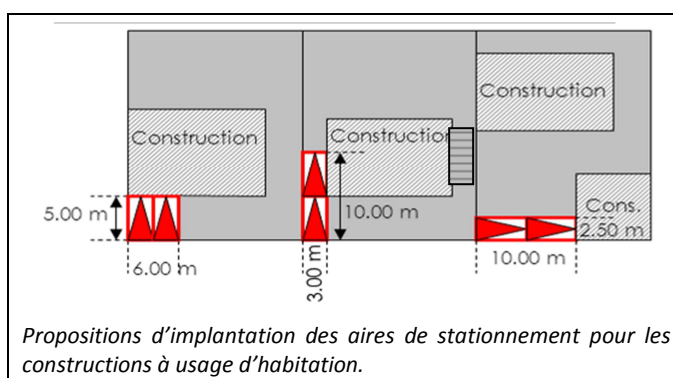 Construction
Construction
Construction
Cons.
5.00 m
10.00 m
2.50 m
6.00 m
3.00 m
10.00 m
Propositions d’implantation des aires de stationnement pour les
constructions à usage d’habitation.